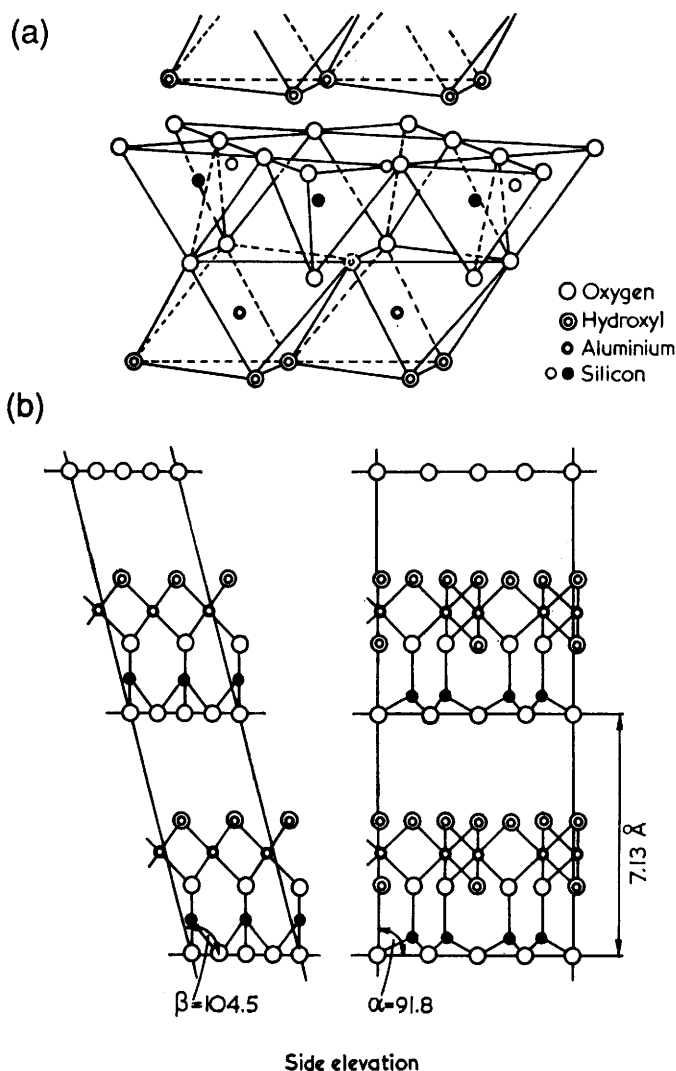 (a)
Oxygen
Hydroxyl
Aluminium
Silicon
(b)
7.13 Å
β=104.5
α=91.8
Side elevation